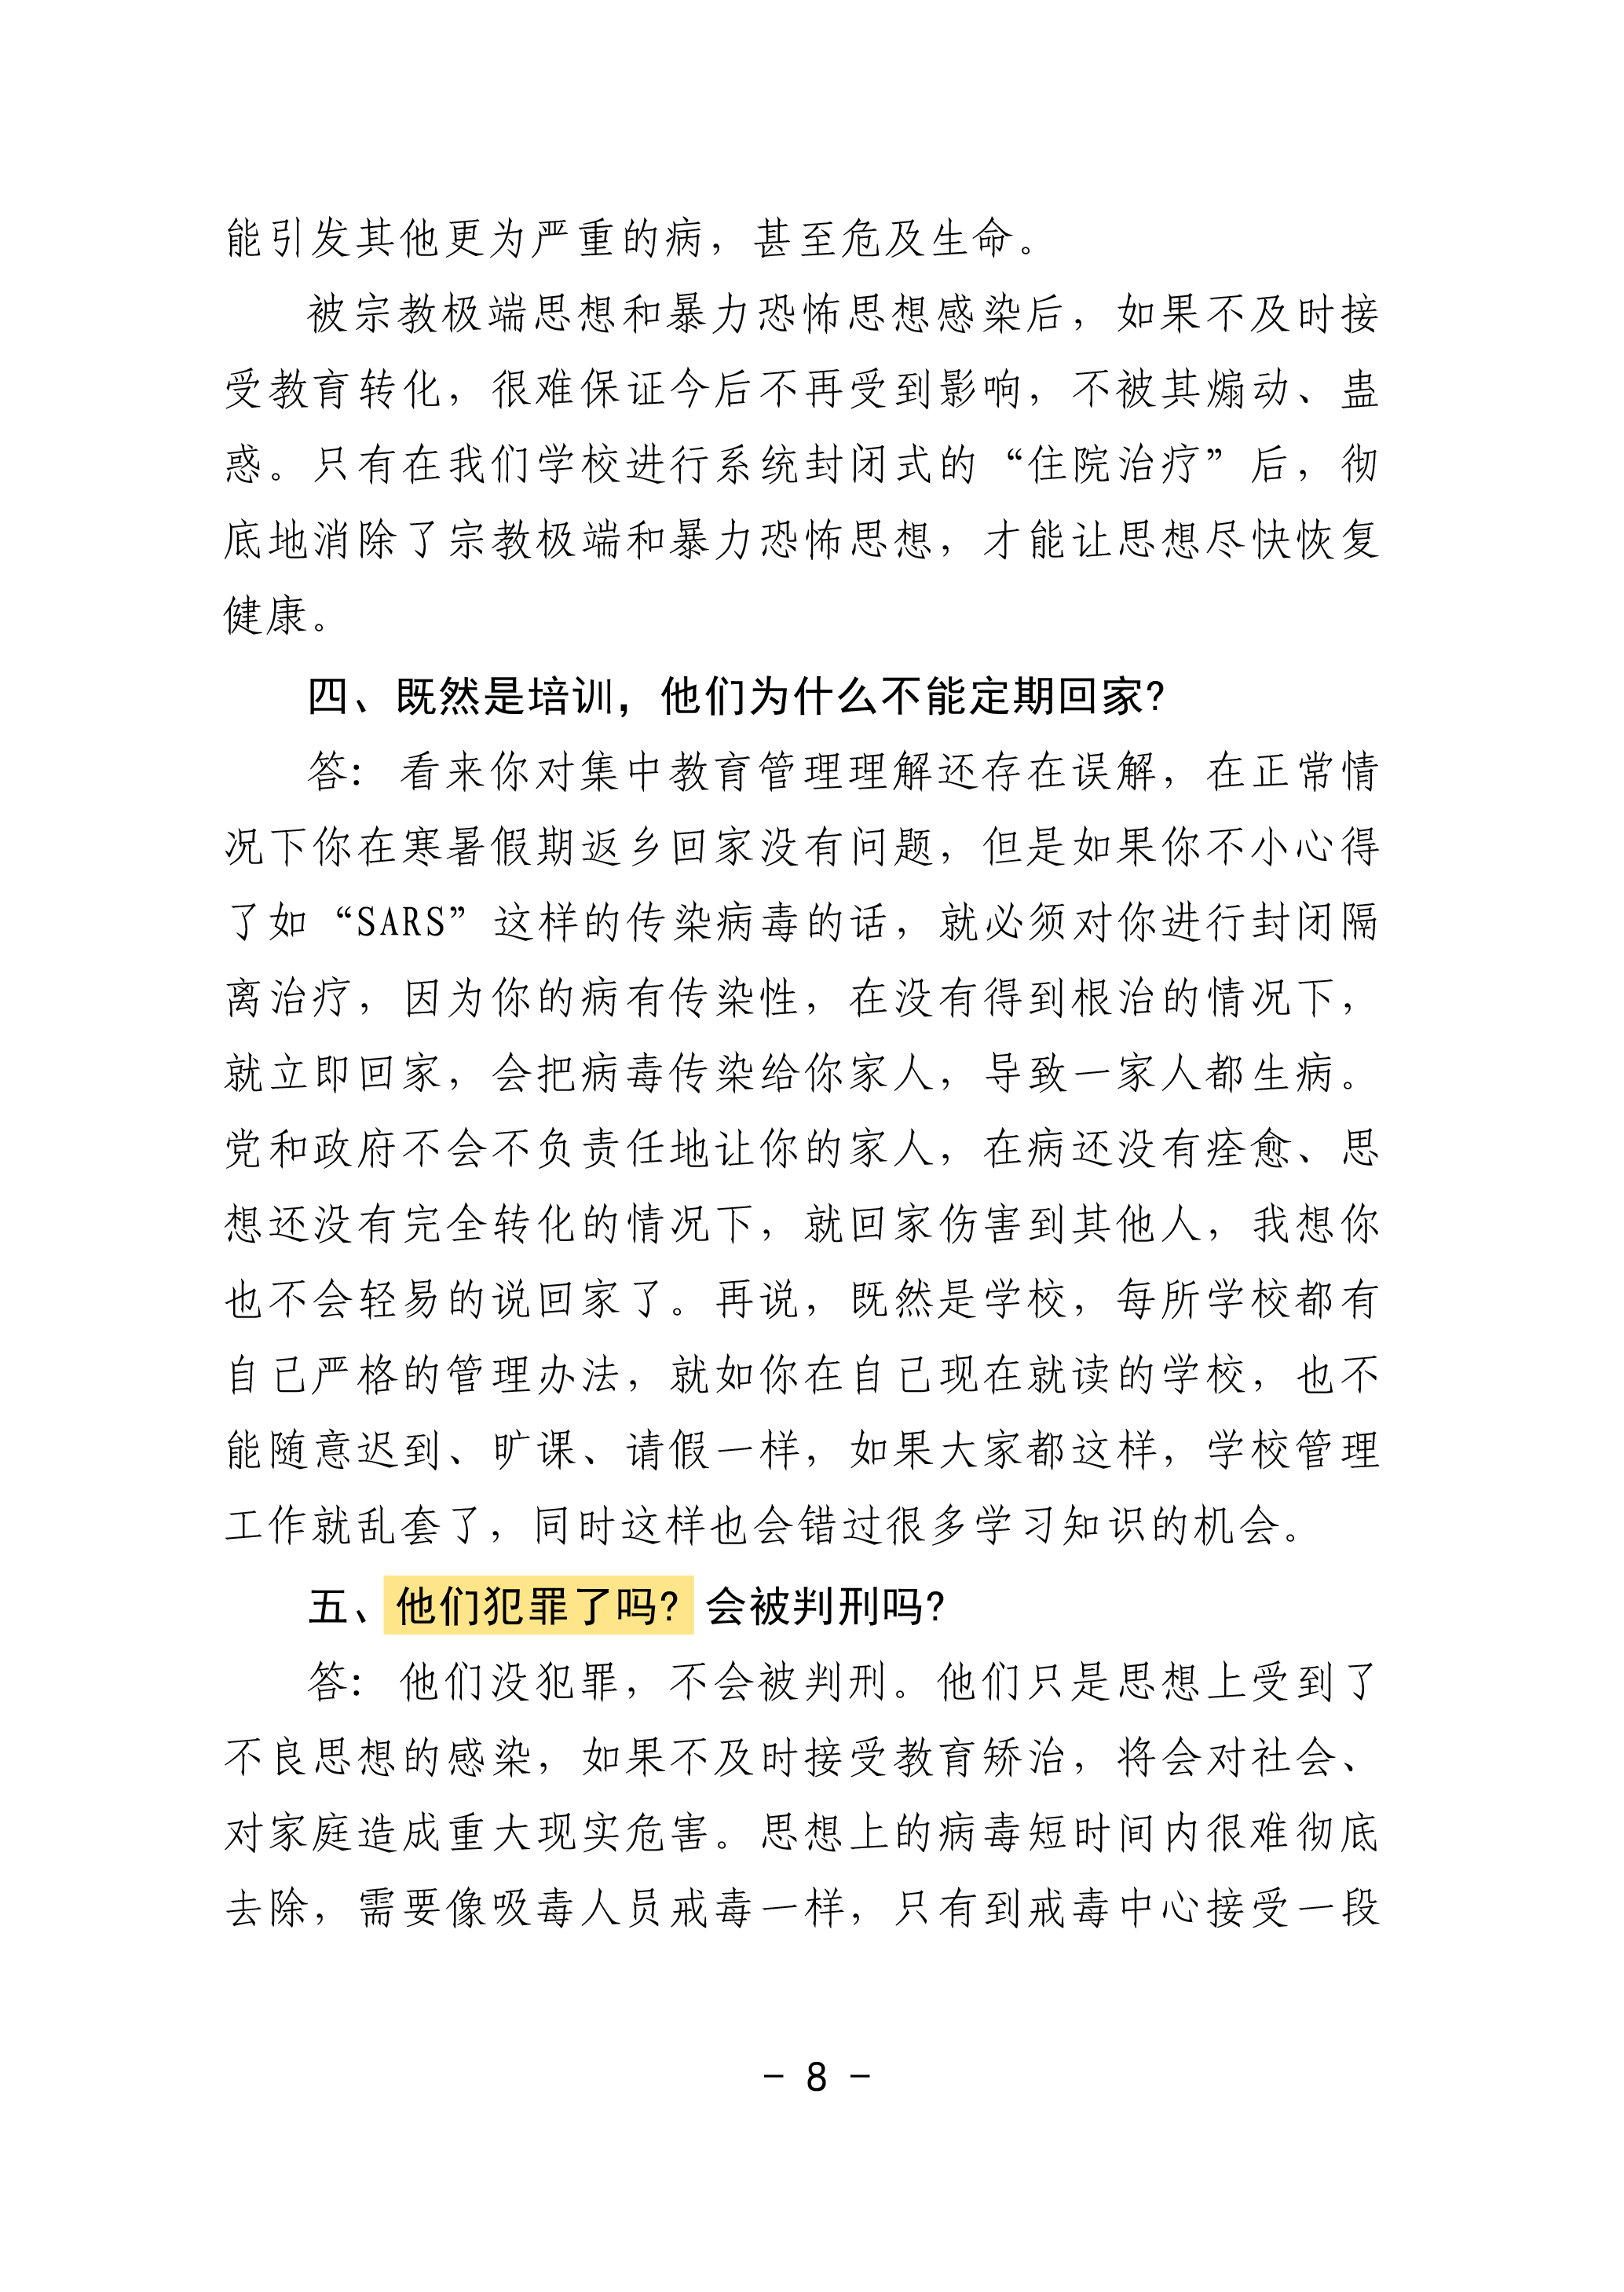 能引发其他更为严重的病，甚至危及生命。
被宗教极端思想和暴力恐怖思想感染后，如果不及时接
受教育转化，很难保证今后不再受到影响，不被其煽动、蛊
惑。只有在我们学校进行系统封闭式的“住院治疗”后，彻
底地消除了宗教极端和暴力恐怖思想，才能让思想尽快恢复
健康。
四、既然是培训，他们为什么不能定期回家？
答：看来你对集中教育管理理解还存在误解，在正常情
况下你在寒暑假期返乡回家没有问题，但是如果你不小心得
了如“SARS”这样的传染病毒的话，就必须对你进行封闭隔
离治疗，因为你的病有传染性，在没有得到根治的情况下，
就立即回家，会把病毒传染给你家人，导致一家人都生病。
党和政府不会不负责任地让你的家人，在病还没有痊愈、思
想还没有完全转化的情况下，就回家伤害到其他人，我想你
也不会轻易的说回家了。再说，既然是学校，每所学校都有
自己严格的管理办法，就如你在自己现在就读的学校，也不
能随意迟到、旷课、请假一样，如果大家都这样，学校管理
工作就乱套了，同时这样也会错过很多学习知识的机会。
五、他们犯罪了吗？会被判刑吗？
答：他们没犯罪，不会被判刑。他们只是思想上受到了
不良思想的感染，如果不及时接受教育矫治，将会对社会、
对家庭造成重大现实危害。思想上的病毒短时间内很难彻底
去除，需要像吸毒人员戒毒一样，只有到戒毒中心接受一段
- 8 -